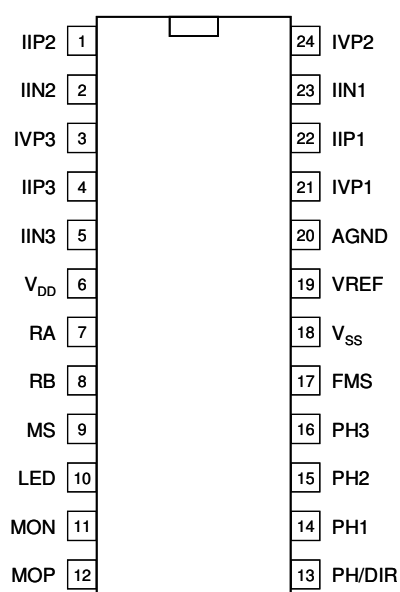 IIP2 1 24 IVP2
IIN2 2 23 IIN1
IVP3 3 22 IIP1
IIP3 4 21 IVP1
IIN3 5 20 AGND
VDD 6 19 VREF
RA 7 18 VSS
RB 8 17 FMS
MS 9 16 PH3
LED 10 15 PH2
MON 11 14 PH1
MOP 12 13 PH/DIR